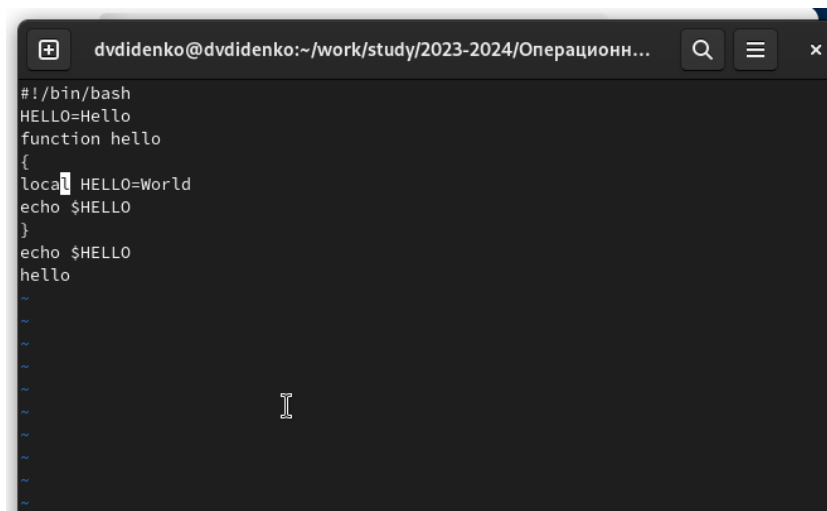 dvdidenko@dvdidenko:~/work/study/2023-2024/Операционн...
#!/bin/bash
HELLO=Hello
function hello
{
local HELLO=World
echo $HELLO
}
echo $HELLO
hello
~
~
~
~
~
~
~
~
~
~